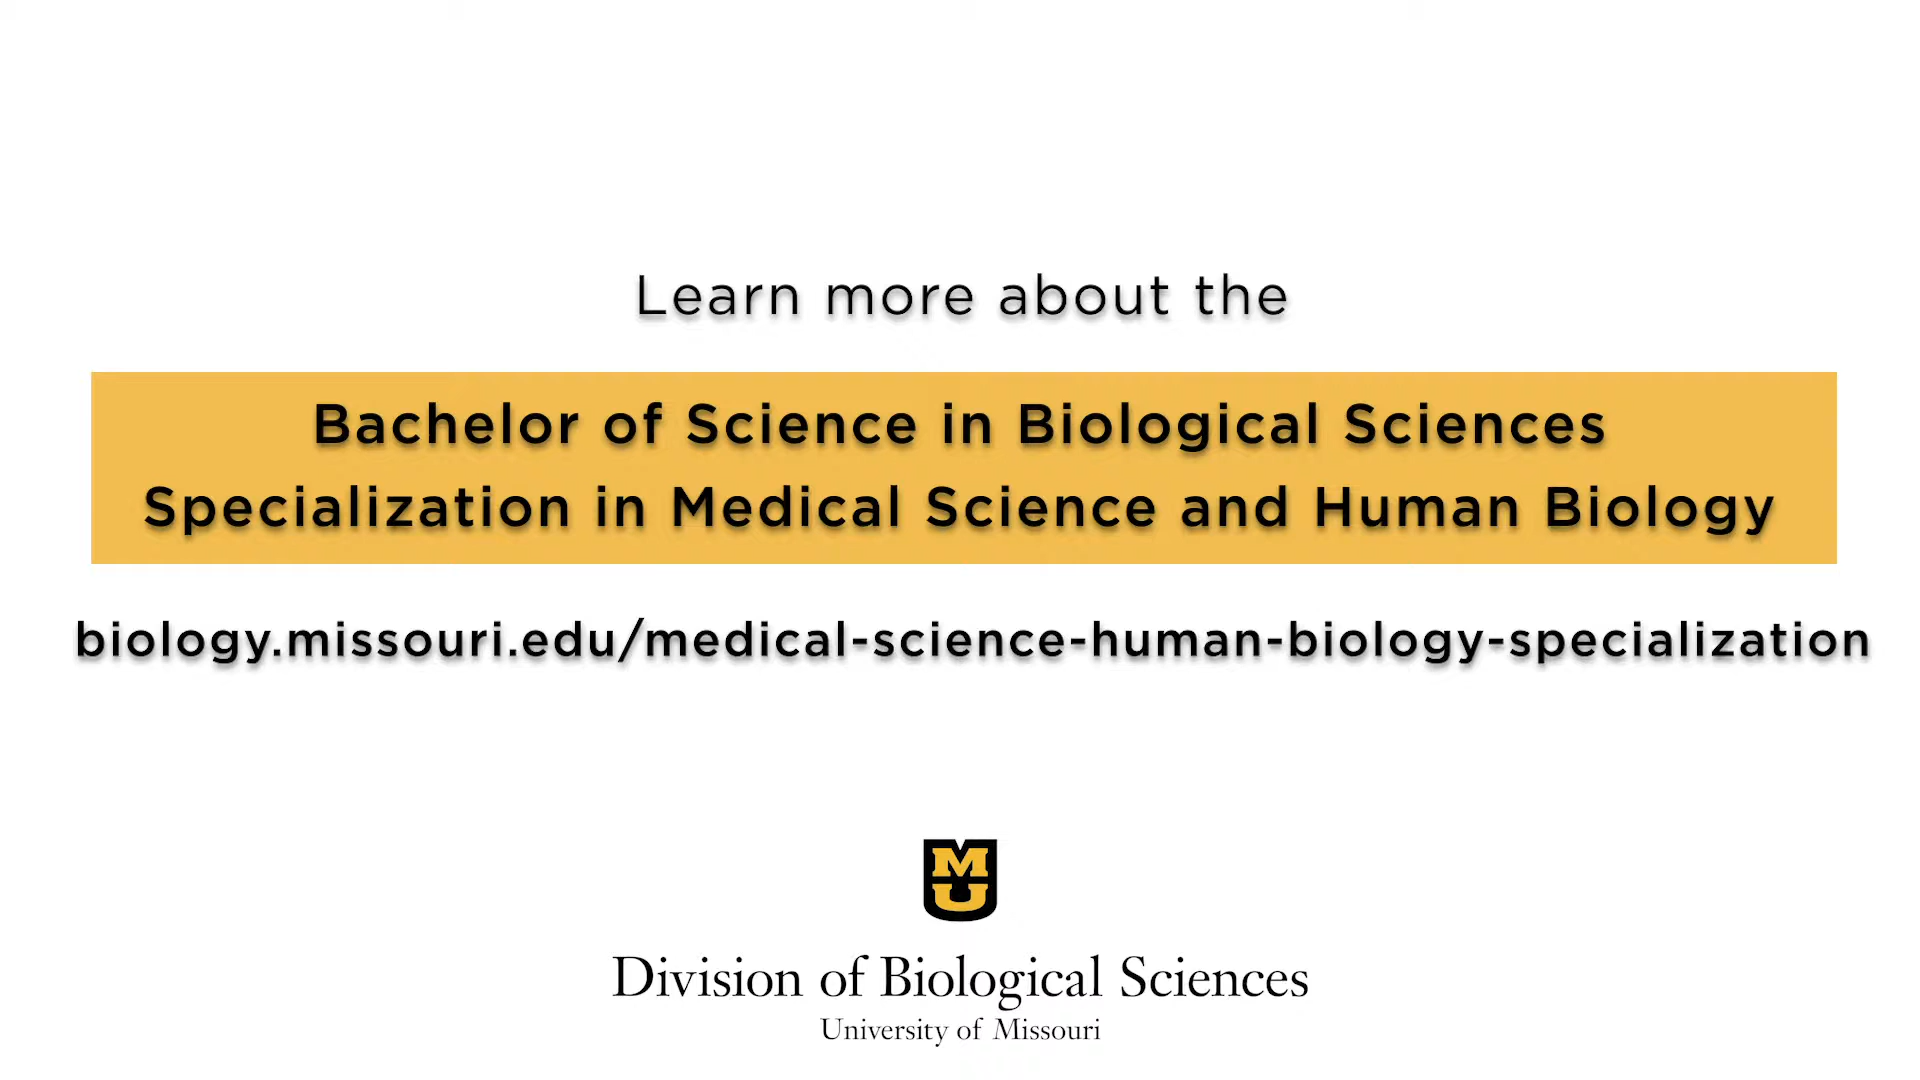 Learn more about the
Bachelor of Science in Biological Sciences
Specialization in Medical Science and Human Biology
biology.missouri.edu/medical-science-human-biology-specialization
MU
Division of Biological Sciences
University of Missouri